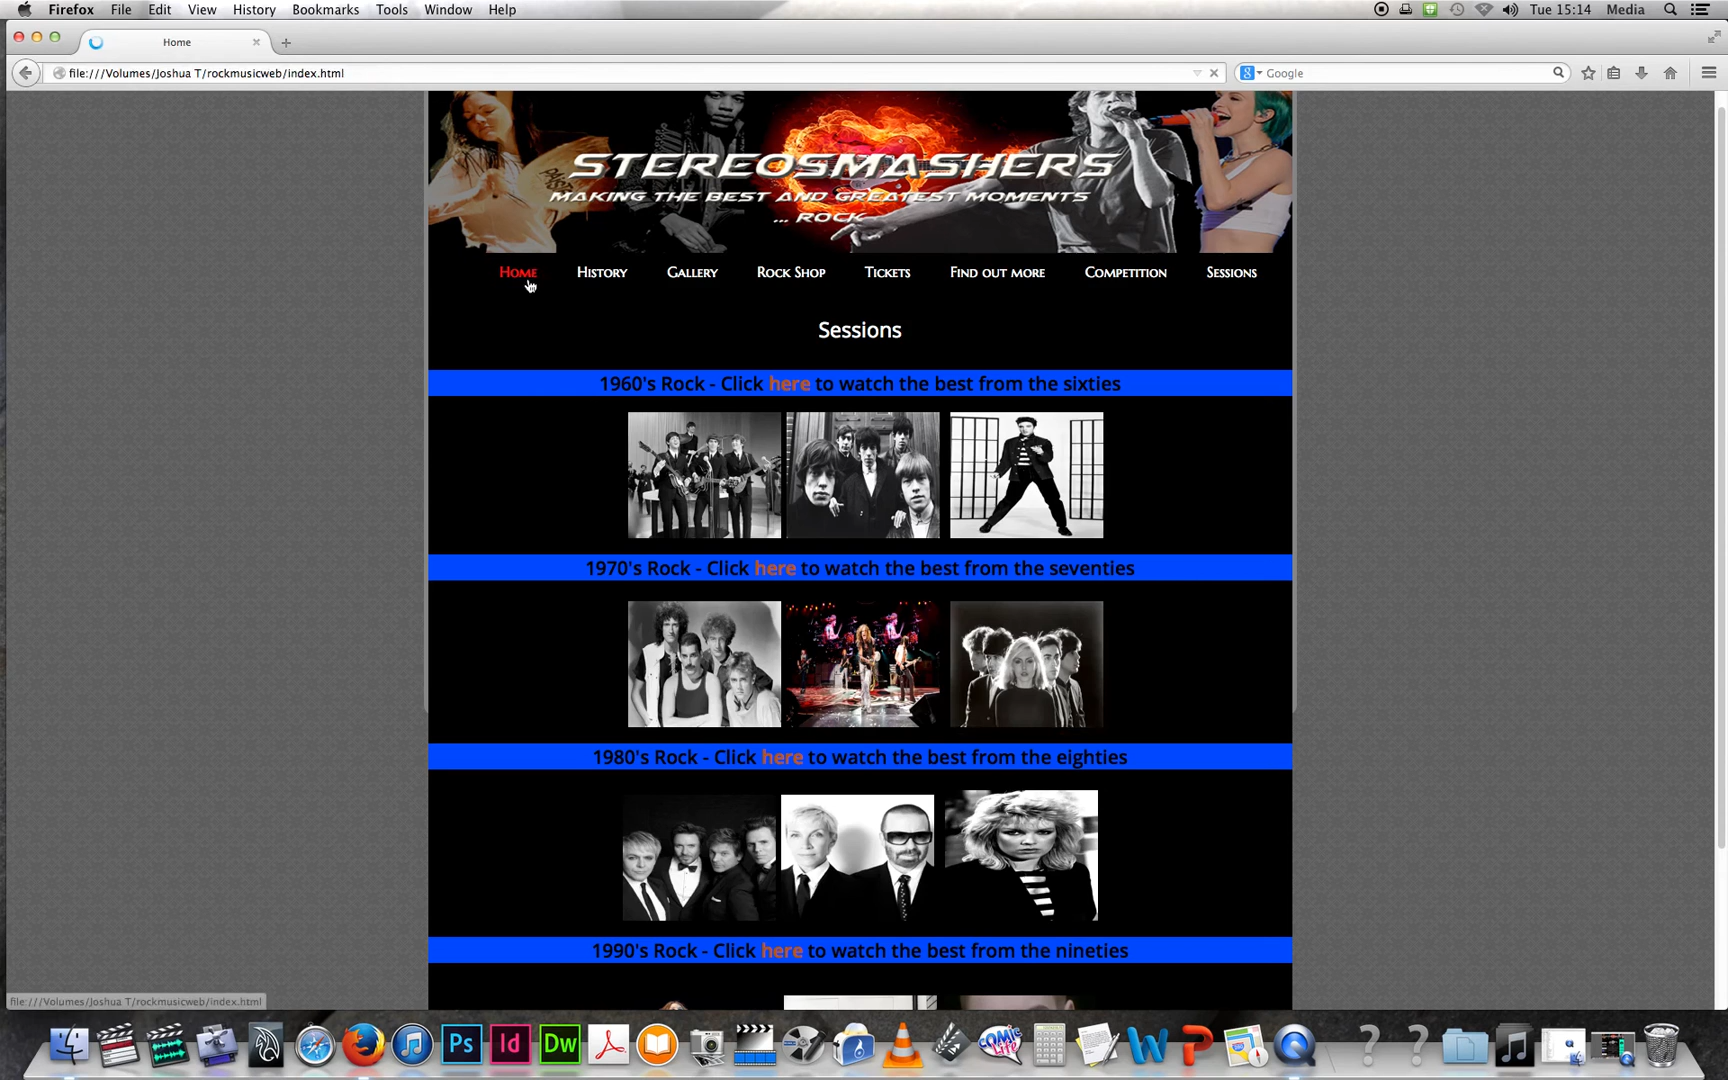 Firefox File Edit View History Bookmarks Tools Window Help Tue 15:14 Media
Home
file:///Volumes/Joshua T/rockmusicweb/index.html
Google
STEREOSMASHERS
MAKING THE BEST AND GREATEST MOMENTS
... ROCK
Home History Gallery Rock Shop Tickets Find out more Competition Sessions
Sessions
1960's Rock - Click here to watch the best from the sixties
1970's Rock - Click here to watch the best from the seventies
1980's Rock - Click here to watch the best from the eighties
1990's Rock - Click here to watch the best from the nineties
file:///Volumes/Joshua T/rockmusicweb/index.html
Ps Id Dw